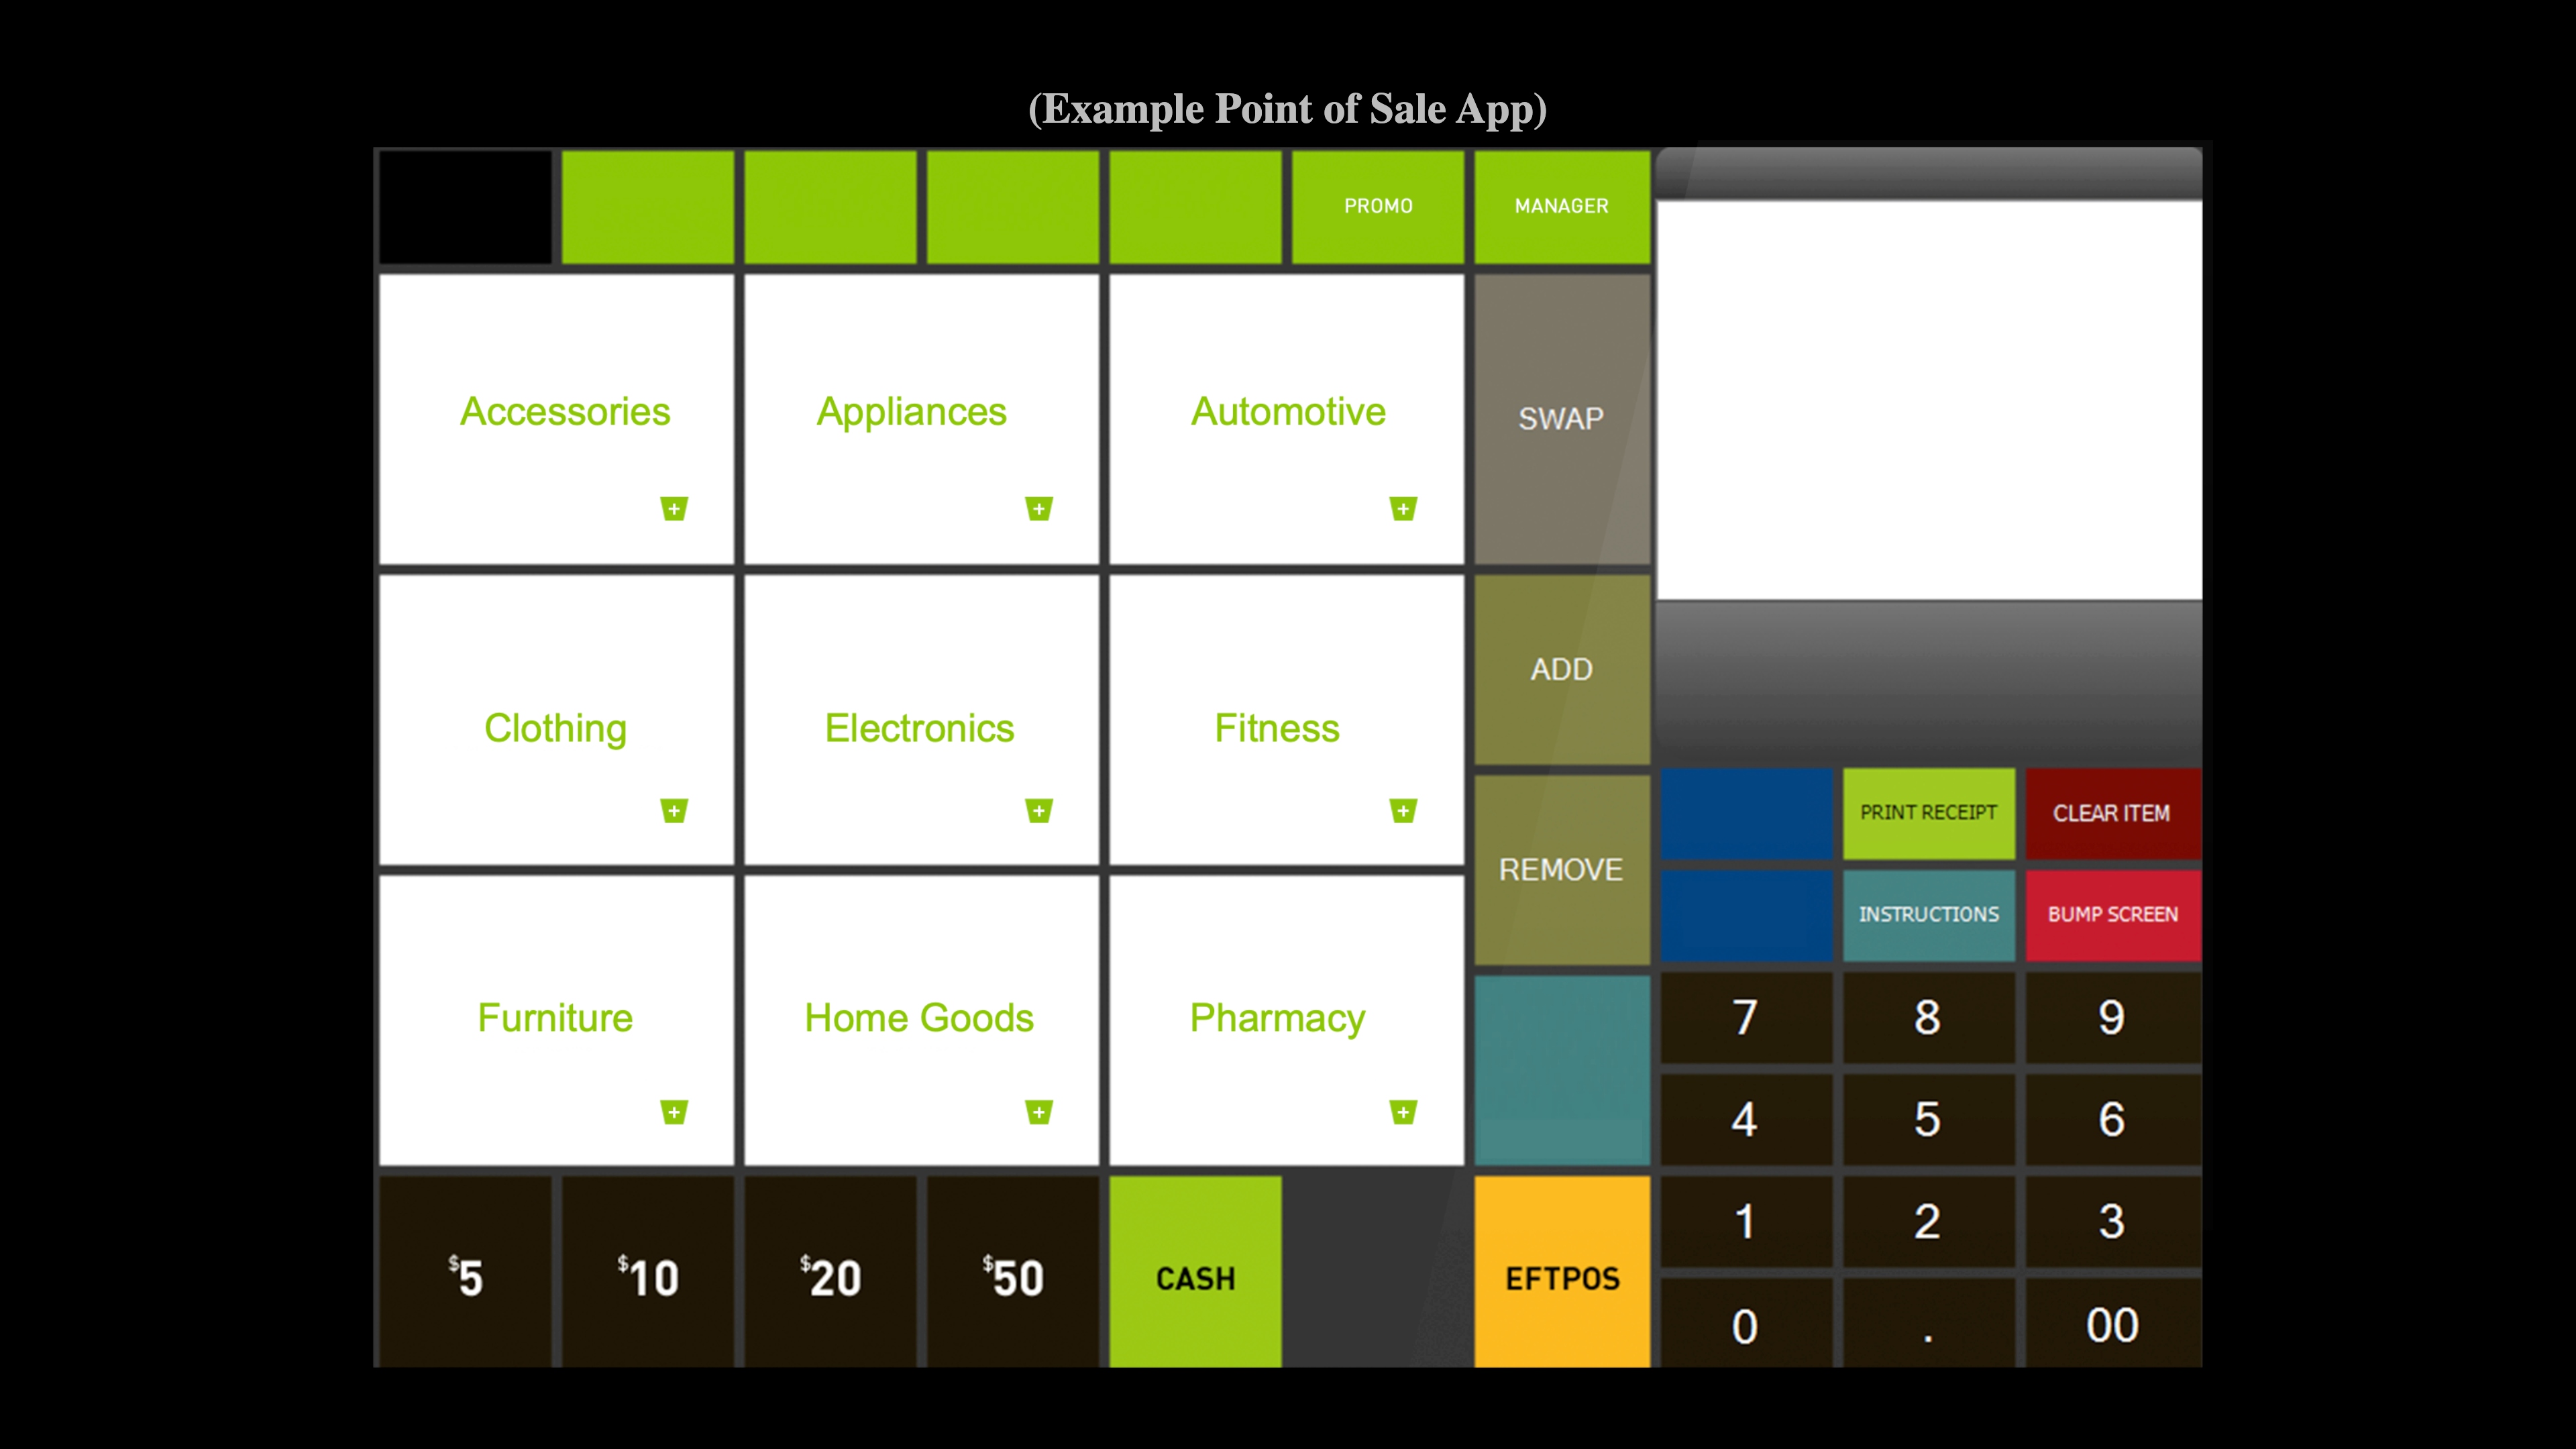 (Example Point of Sale App)
PROMO
MANAGER
Accessories
Appliances
Automotive
SWAP
Clothing
Electronics
Fitness
ADD
REMOVE
Furniture
Home Goods
Pharmacy
$5
$10
$20
$50
CASH
EFTPOS
PRINT RECEIPT
CLEAR ITEM
INSTRUCTIONS
BUMP SCREEN
7
8
9
4
5
6
1
2
3
0
.
00